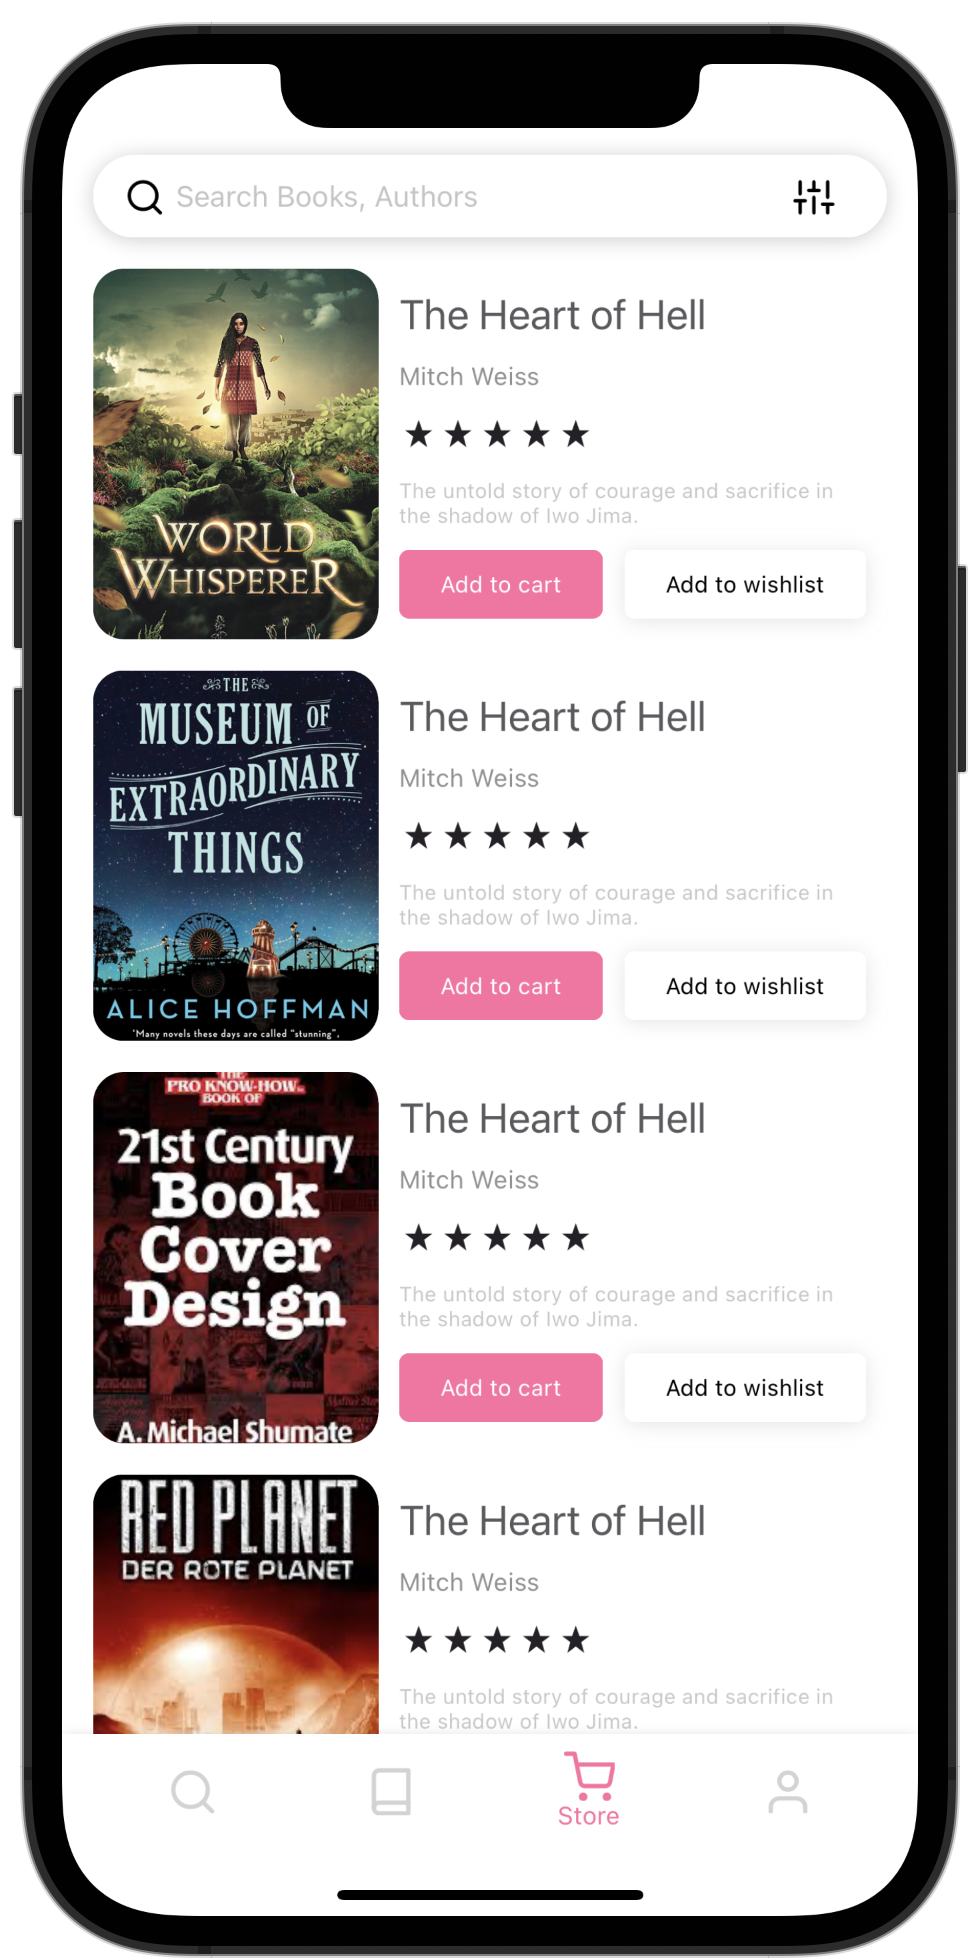 Search Books, Authors
WORLD
WHISPERER
The Heart of Hell
Mitch Weiss
The untold story of courage and sacrifice in
the shadow of Iwo Jima.
Add to cart
Add to wishlist
THE
MUSEUM OF
EXTRAORDINARY
THINGS
ALICE HOFFMAN
'Many novels these days are called "stunning",
The Heart of Hell
Mitch Weiss
The untold story of courage and sacrifice in
the shadow of Iwo Jima.
Add to cart
Add to wishlist
THE
PRO KNOW-HOW
BOOK OF
21st Century
Book
Cover
Design
A. Michael Shumate
The Heart of Hell
Mitch Weiss
The untold story of courage and sacrifice in
the shadow of Iwo Jima.
Add to cart
Add to wishlist
RED PLANET
DER ROTE PLANET
The Heart of Hell
Mitch Weiss
The untold story of courage and sacrifice in
the shadow of Iwo Jima.
Store